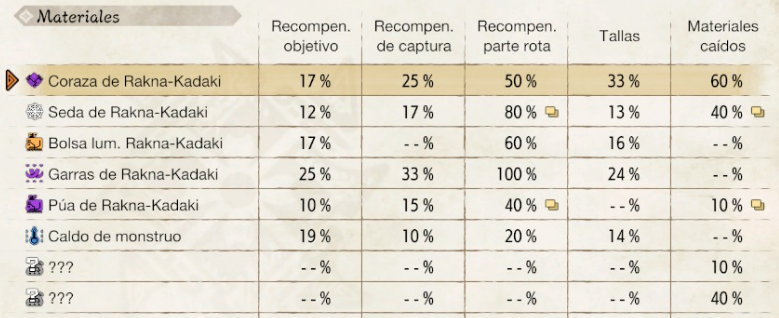 Materiales
Recompen. objetivo Recompen. de captura Recompen. parte rota Tallas Materiales caídos
Coraza de Rakna-Kadaki 17 % 25 % 50 % 33 % 60 %
Seda de Rakna-Kadaki 12 % 17 % 80 % 13 % 40 %
Bolsa lum. Rakna-Kadaki 17 % - - % 60 % 16 % - - %
Garras de Rakna-Kadaki 25 % 33 % 100 % 24 % - - %
Púa de Rakna-Kadaki 10 % 15 % 40 % - - % 10 %
Caldo de monstruo 19 % 10 % 20 % 14 % - - %
??? - - % - - % - - % - - % 10 %
??? - - % - - % - - % - - % 40 %